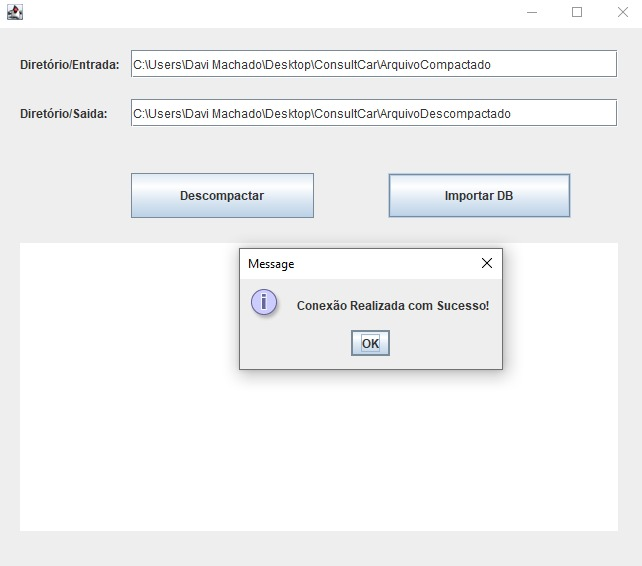 Diretório/Entrada: C:\Users\Davi Machado\Desktop\ConsultCar\ArquivoCompactado
Diretório/Saida: C:\Users\Davi Machado\Desktop\ConsultCar\ArquivoDescompactado
Descompactar Importar DB
Message
Conexão Realizada com Sucesso!
OK